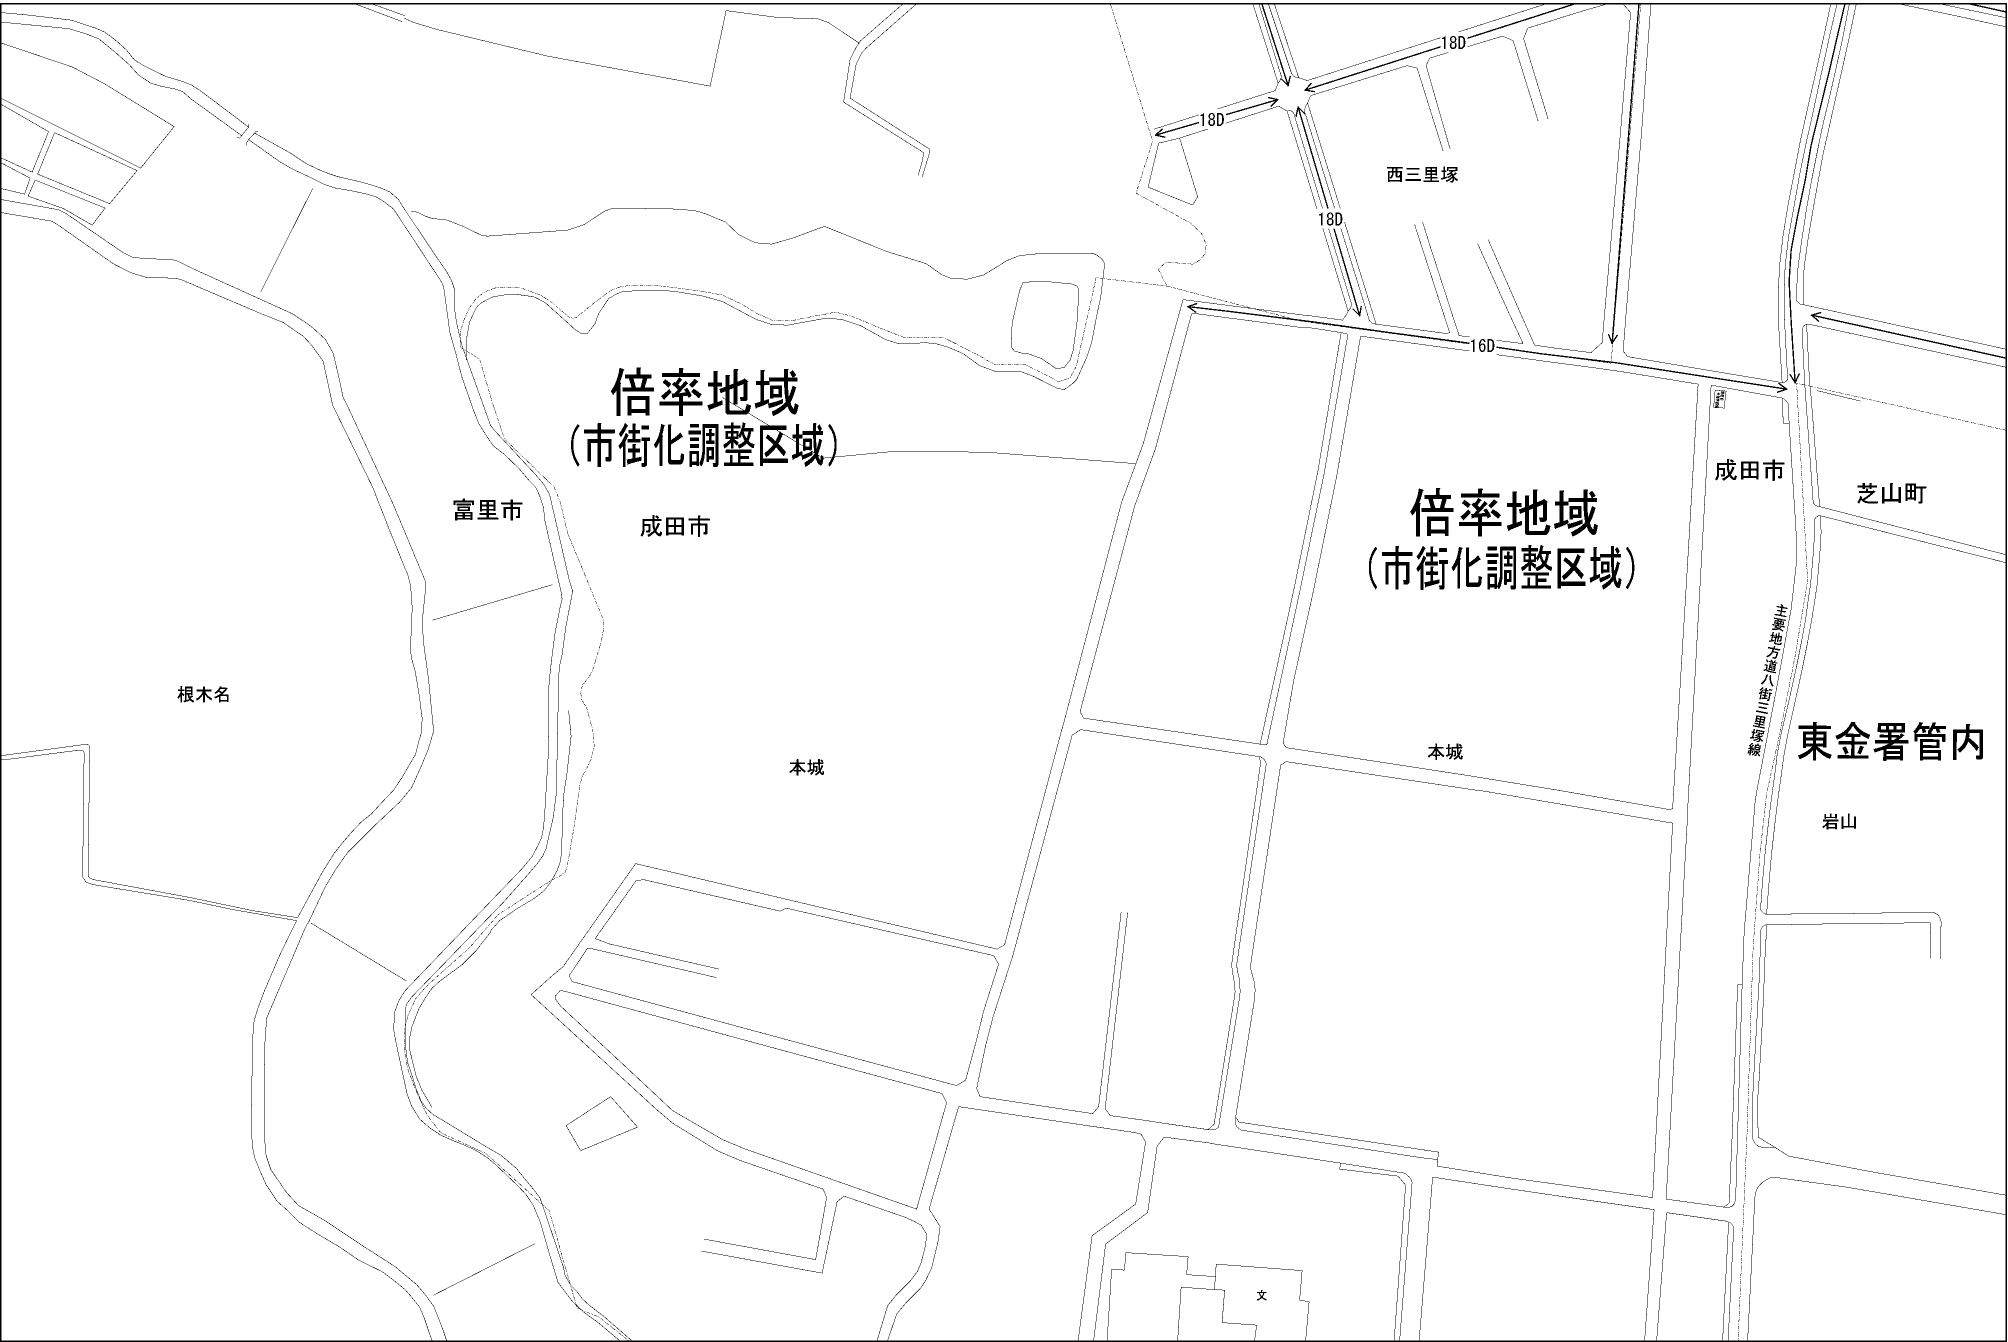 18D
18D
西三里塚
18D
16D
倍率地域
(市街化調整区域)
成田市
芝山町
富里市
成田市
倍率地域
(市街化調整区域)
主要地方道八街三里塚線
根木名
東金署管内
本城
本城
岩山
文